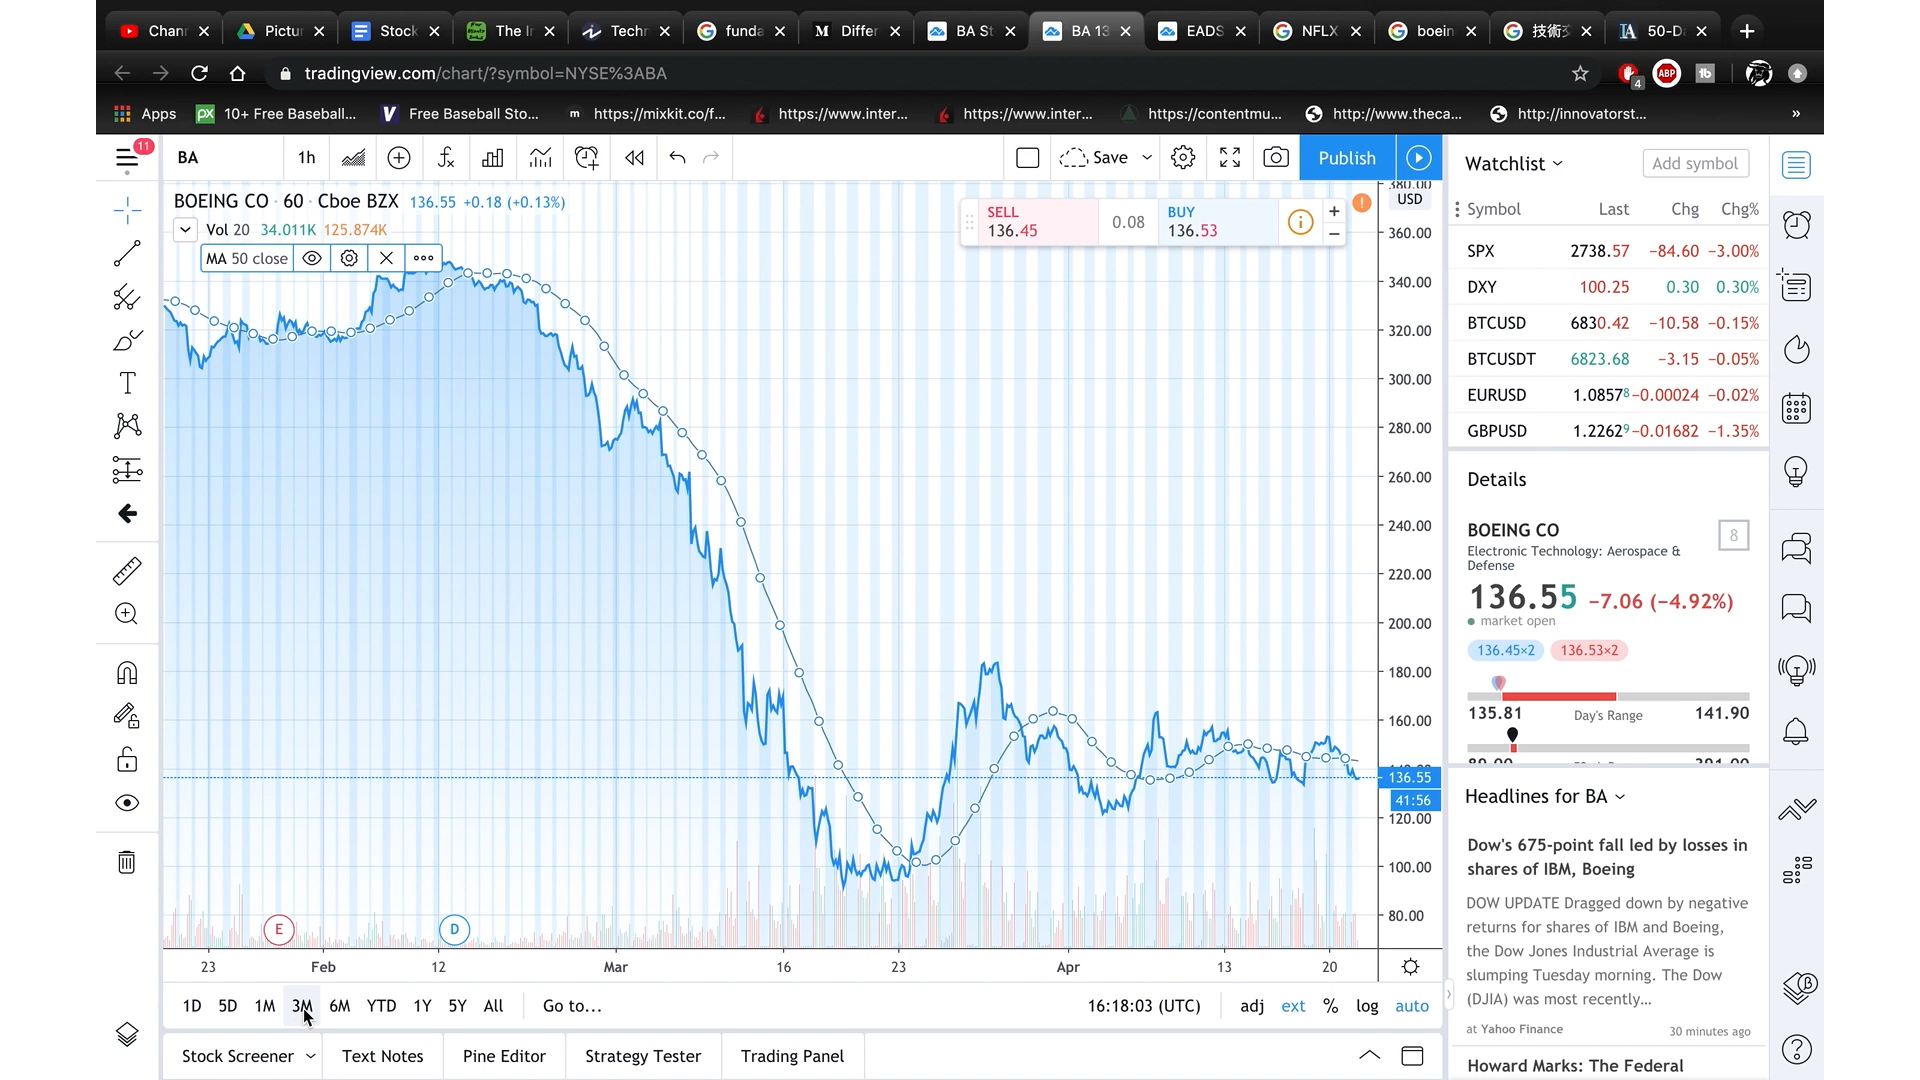 Chann
Pictur
Stock
The Ir
Techn
funda
Differ
BA St
BA 13
EADS
NFLX
boein
技術
50-Da
tradingview.com/chart/?symbol=NYSE%3ABA
4
ABP
Apps
10+ Free Baseball...
Free Baseball Sto...
https://mixkit.co/f...
https://www.inter...
https://www.inter...
https://contentmu...
http://www.theca...
http://innovatorst...
»
11
BA
1h
Save
Publish
BOEING CO · 60 · Cboe BZX 136.55 +0.18 (+0.13%)
Vol 20 34.011K 125.874K
MA 50 close
SELL
136.45
0.08
BUY
136.53
USD
380.00
360.00
340.00
320.00
300.00
280.00
260.00
240.00
220.00
200.00
180.00
160.00
136.55
41:56
120.00
100.00
80.00
E
D
23
Feb
12
Mar
16
23
Apr
13
20
1D
5D
1M
3M
6M
YTD
1Y
5Y
All
Go to...
16:18:03 (UTC)
adj
ext
%
log
auto
Stock Screener
Text Notes
Pine Editor
Strategy Tester
Trading Panel
Watchlist
Add symbol
Symbol Last Chg Chg%
SPX 2738.57 −84.60 −3.00%
DXY 100.25 0.30 0.30%
BTCUSD 6830.42 −10.58 −0.15%
BTCUSDT 6823.68 −3.15 −0.05%
EURUSD 1.08578 −0.00024 −0.02%
GBPUSD 1.22629 −0.01682 −1.35%
Details
BOEING CO
8
Electronic Technology: Aerospace &
Defense
136.55 −7.06 (−4.92%)
market open
136.45×2 136.53×2
135.81 Day's Range 141.90
Headlines for BA
Dow's 675-point fall led by losses in
shares of IBM, Boeing
DOW UPDATE Dragged down by negative
returns for shares of IBM and Boeing,
the Dow Jones Industrial Average is
slumping Tuesday morning. The Dow
(DJIA) was most recently...
at Yahoo Finance 30 minutes ago
Howard Marks: The Federal